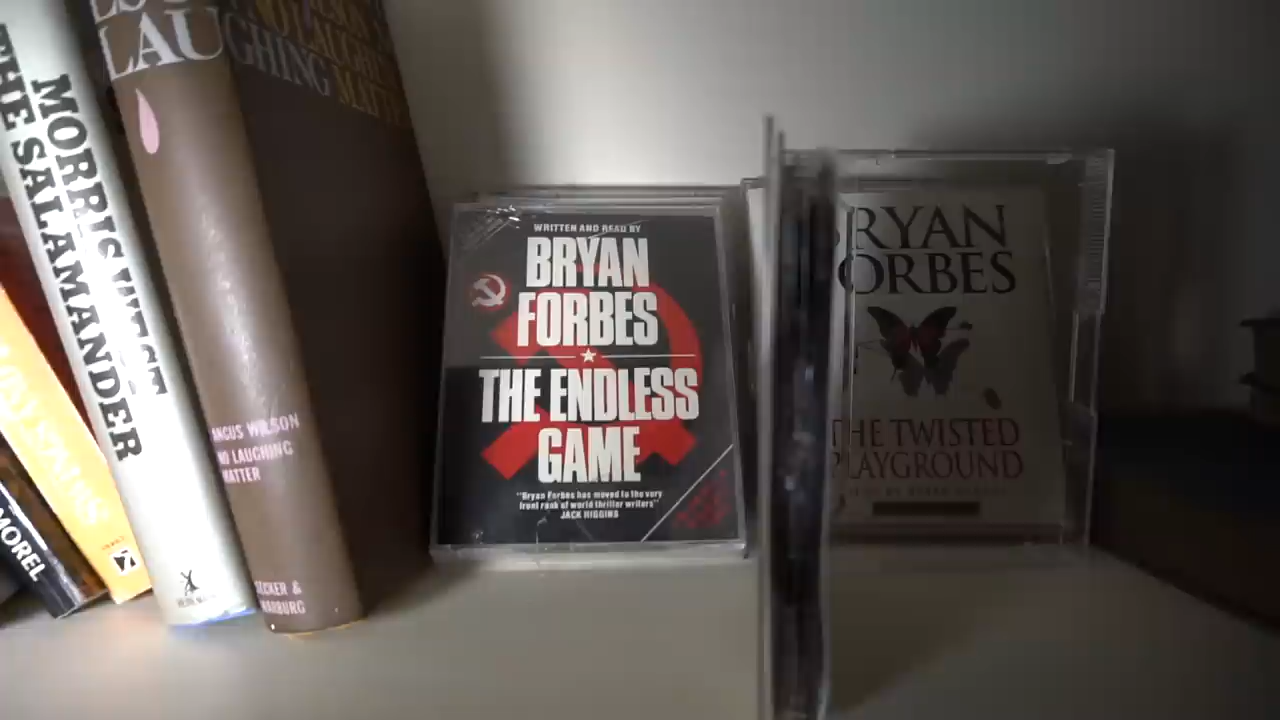 MORRIS WEST
THE SALAMANDER
MOREL
LAUGHING
ANGUS WILSON
NO LAUGHING
MATTER
SECKER &
WARBURG
WRITTEN AND READ BY
BRYAN
FORBES
THE ENDLESS
GAME
"Bryan Forbes has moved to the very
front rank of world thriller writers"
JACK HIGGINS
BRYAN
FORBES
THE TWISTED
PLAYGROUND